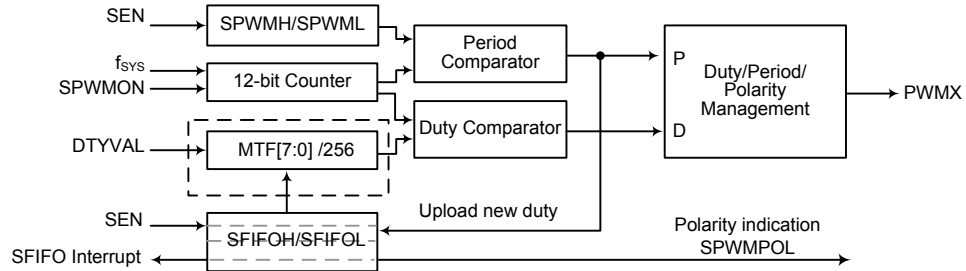 SEN
SPWMH/SPWML
fSYS
SPWMON
12-bit Counter
Period
Comparator
Duty Comparator
P
D
Duty/Period/
Polarity
Management
PWMX
DTYVAL
MTF[7:0] /256
SEN
SFIFOH/SFIFOL
SFIFO Interrupt
Upload new duty
Polarity indication
SPWMPOL